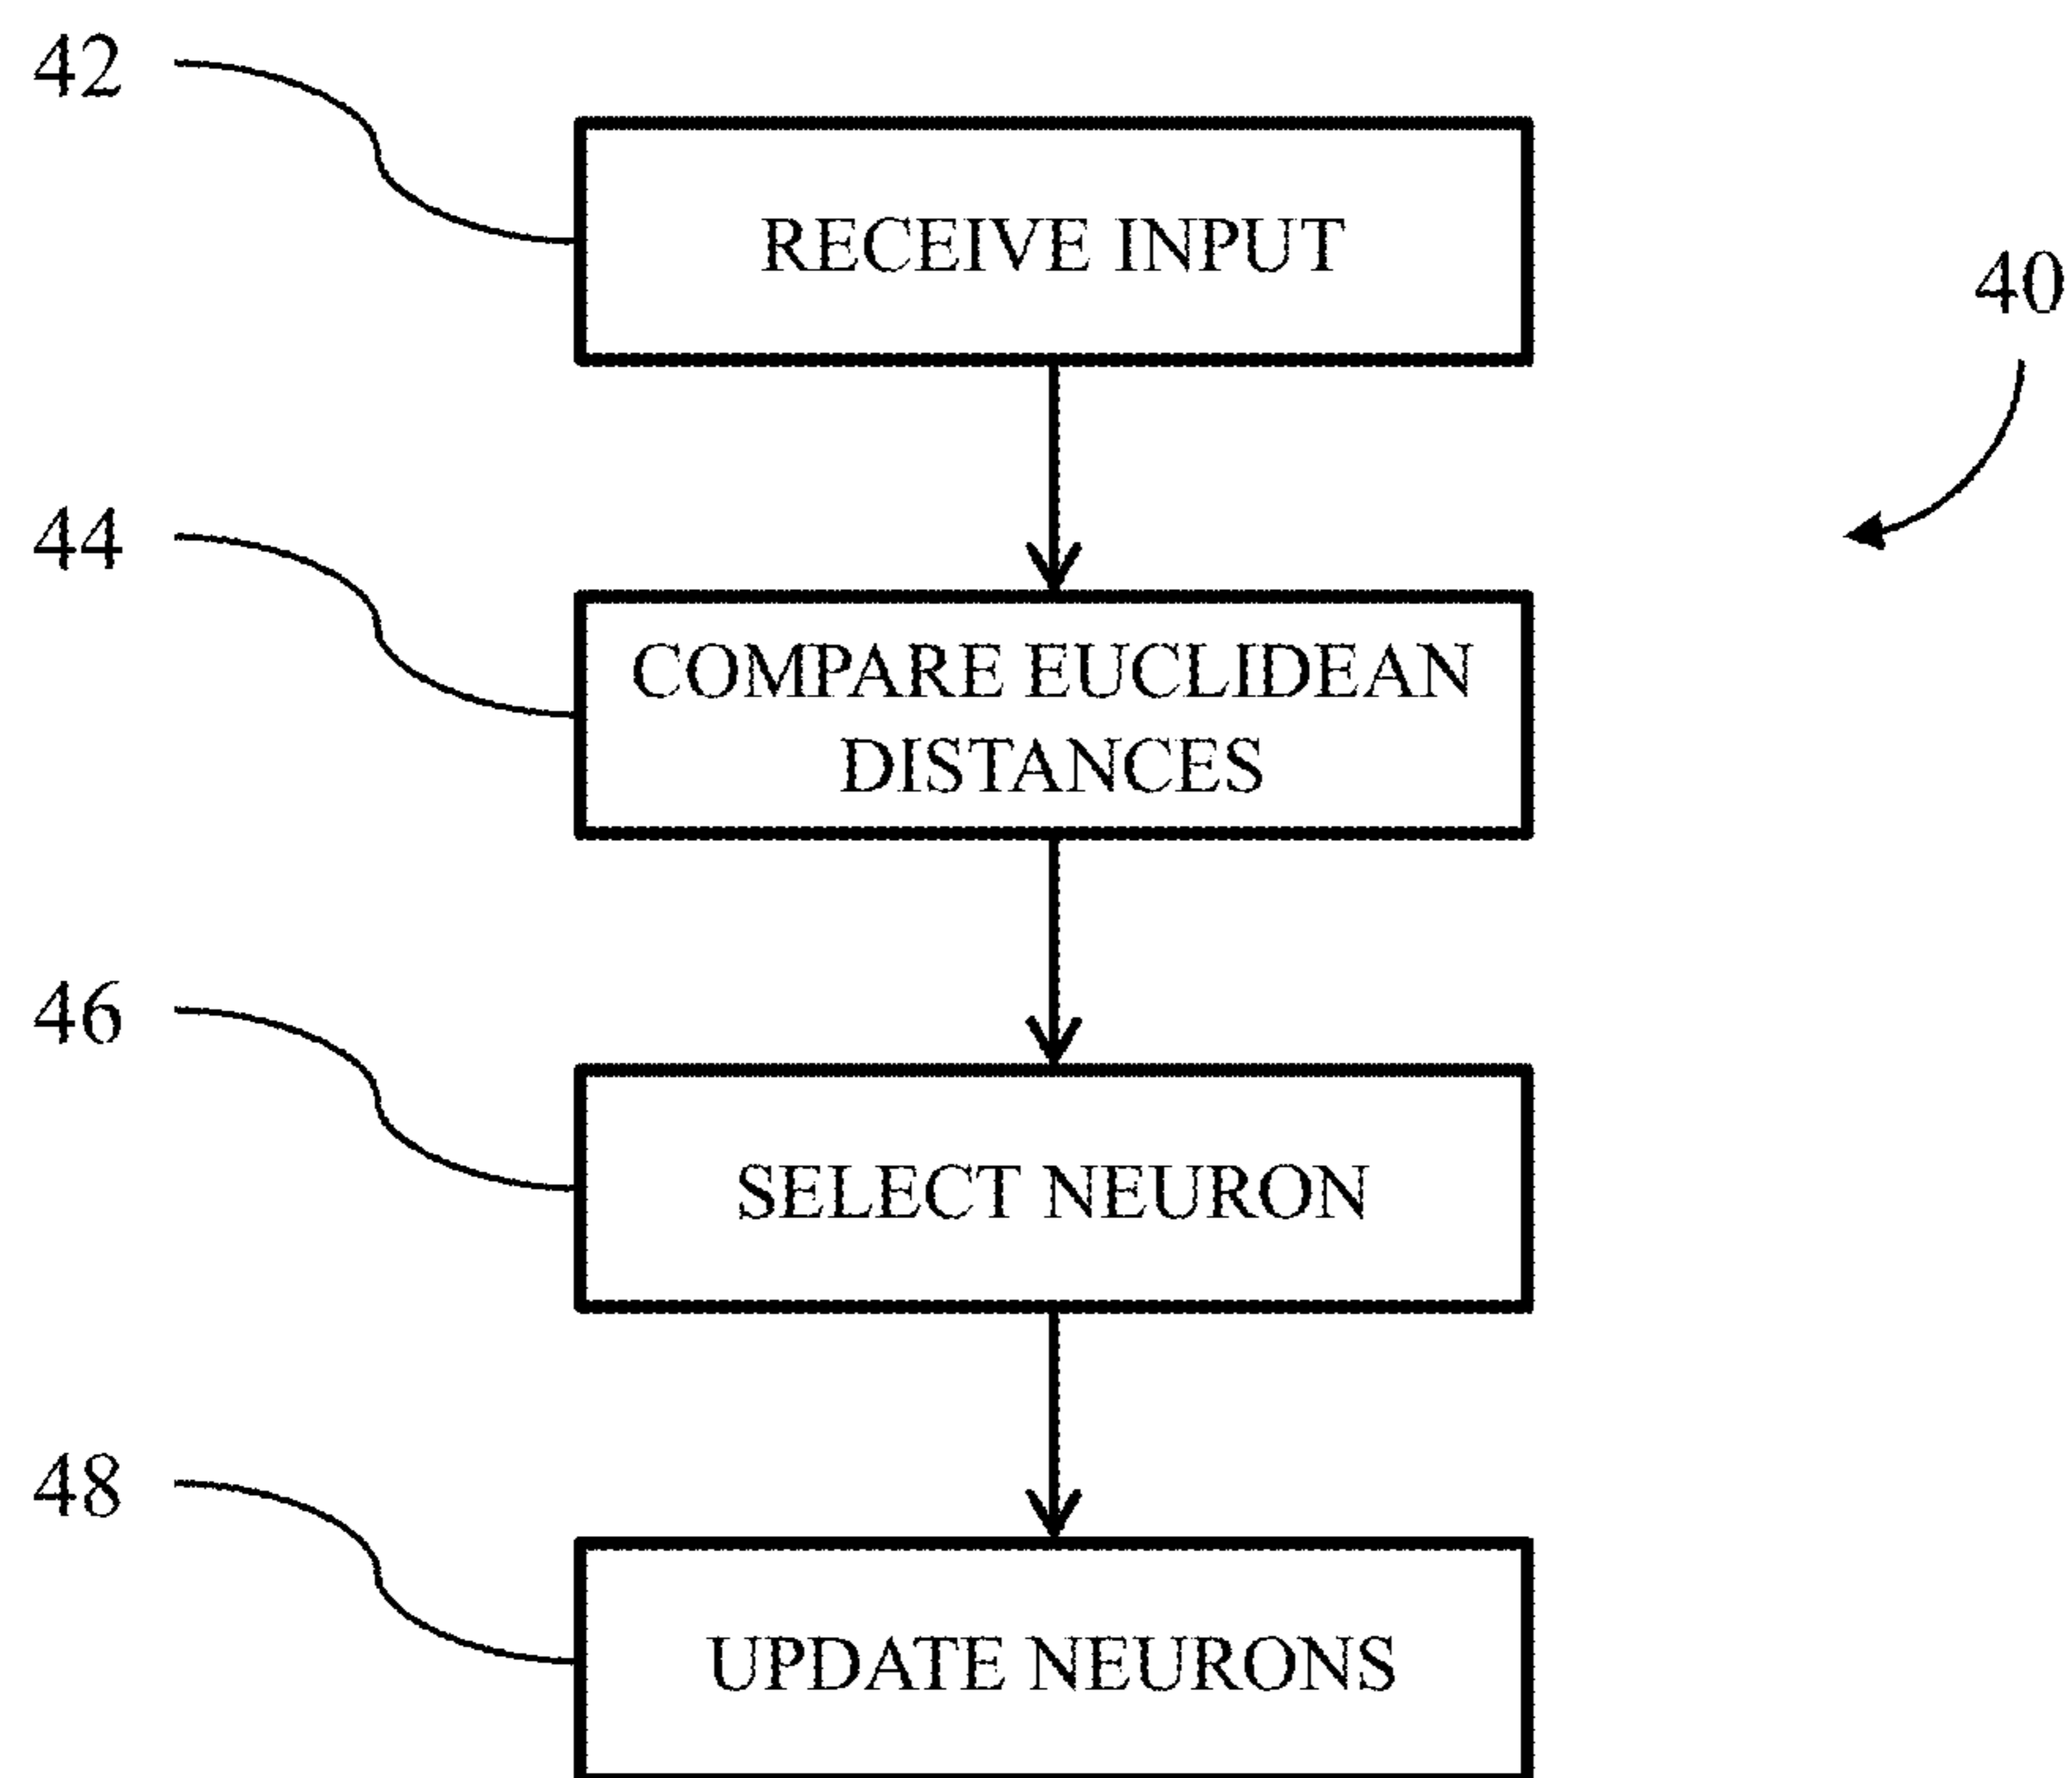 42
RECEIVE INPUT
40
44
COMPARE EUCLIDEAN
DISTANCES
46
SELECT NEURON
48
UPDATE NEURONS